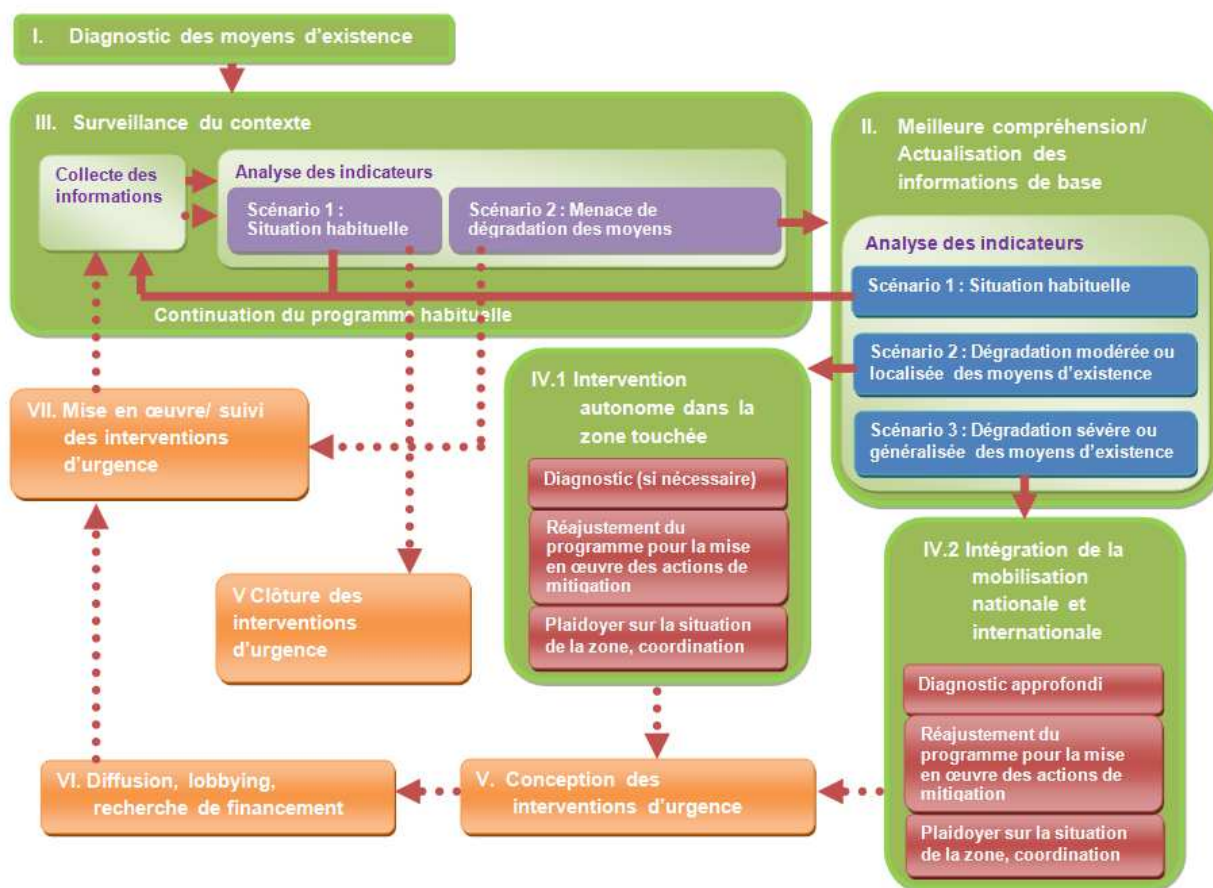 I. Diagnostic des moyens d'existence
III. Surveillance du contexte
Collecte des
informations
Analyse des indicateurs
Scénario 1 :
Situation habituelle
Scénario 2 : Menace de
dégradation des moyens
Continuation du programme habituelle
II. Meilleure compréhension/
Actualisation des
informations de base
Analyse des indicateurs
Scénario 1 : Situation habituelle
Scénario 2 : Dégradation modérée ou
localisée des moyens d'existence
Scénario 3 : Dégradation sévére ou
généralisée des moyens d'existence
IV.1 Intervention
autonome dans la
zone touchée
Diagnostic (si nécessaire)
Réajustement du
programme pour la mise
en œuvre des actions de
mitigation
Plaidoyer sur la situation
de la zone, coordination
IV.2 Intégration de la
mobilisation
nationale et
internationale
Diagnostic approfondi
Réajustement du
programme pour la mise
en œuvre des actions de
mitigation
Plaidoyer sur la situation
de la zone, coordination
VII. Mise en œuvre/ suivi
des interventions
d'urgence
V Clôture des
interventions
d'urgence
VI. Diffusion, lobbying,
recherche de financement
V. Conception des
interventions d'urgence